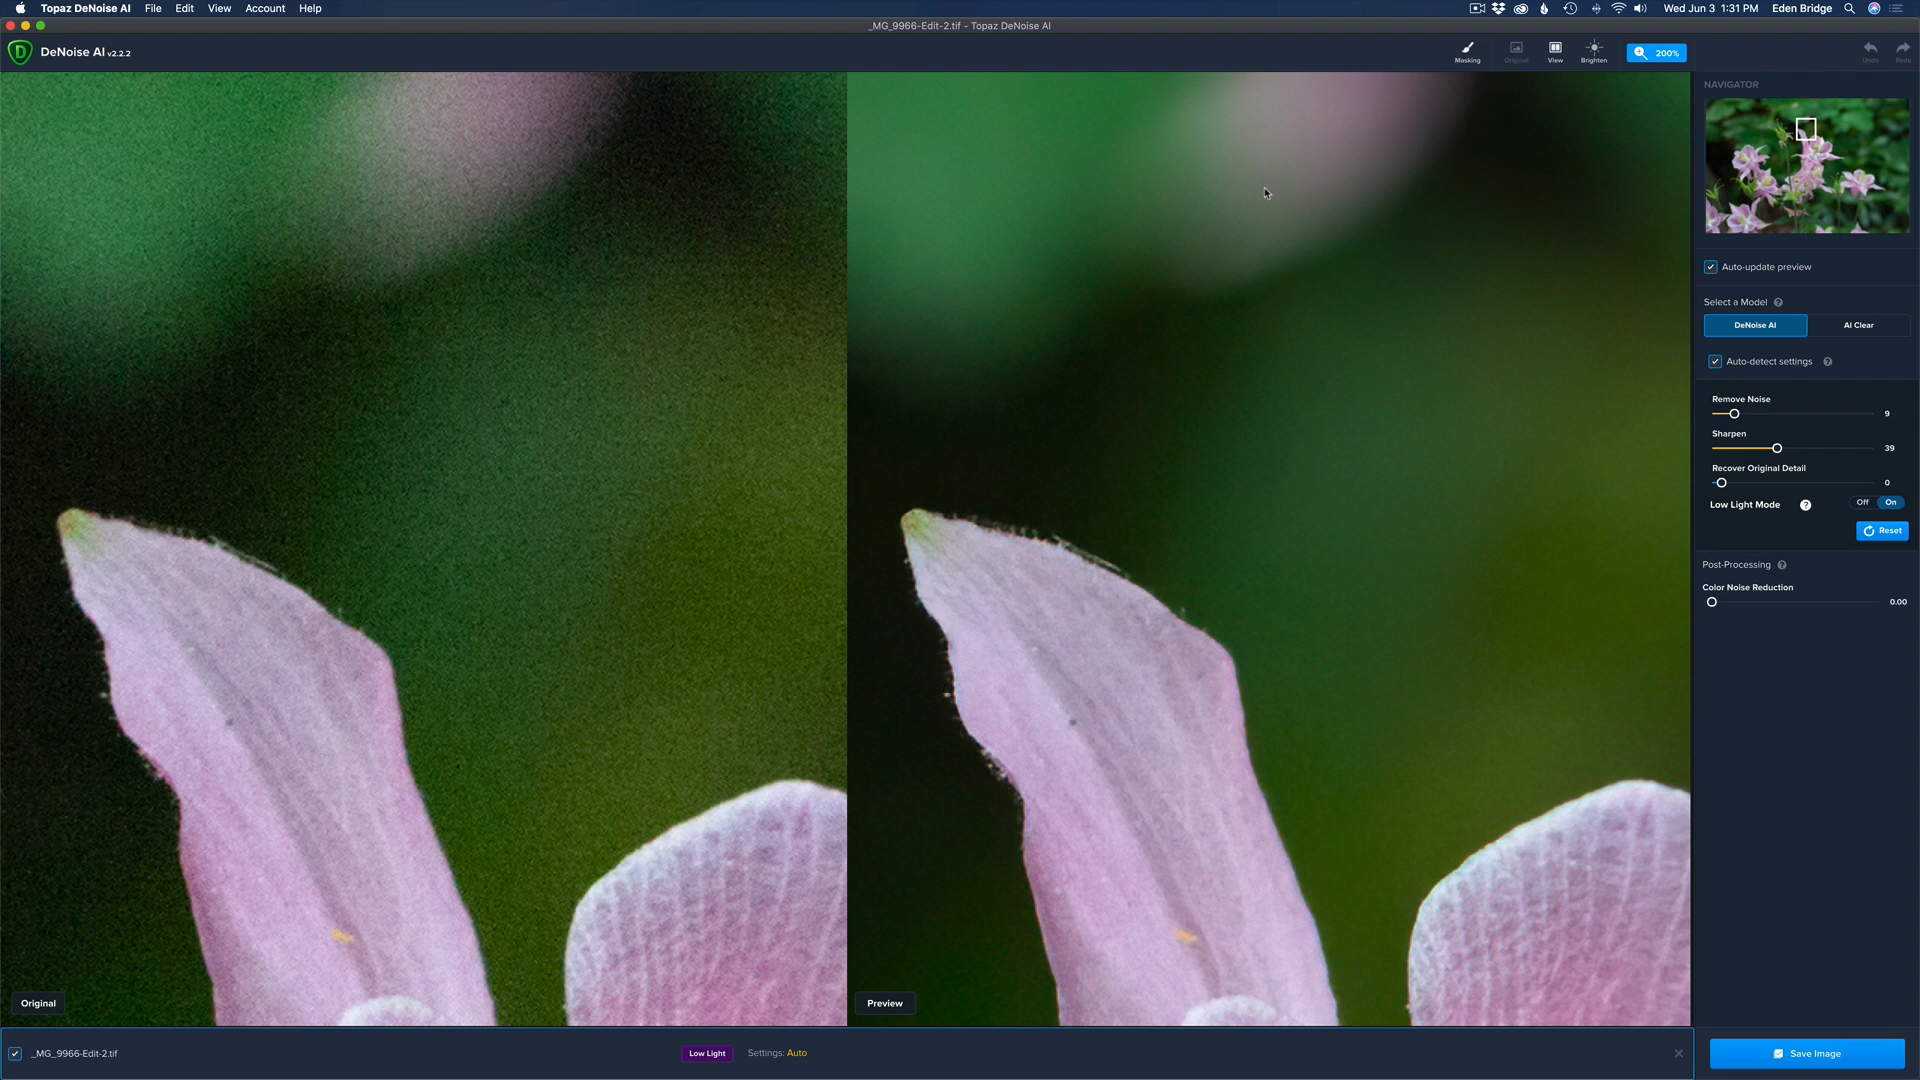 Topaz DeNoise AI File Edit View Account Help Wed Jun 3 1:31 PM Eden Bridge
_MG_9966-Edit-2.tif - Topaz DeNoise AI
DeNoise AI v2.2.2
Masking Original View Brighten 200% Undo Redo
NAVIGATOR
Auto-update preview
Select a Model ?
DeNoise AI AI Clear
Auto-detect settings ?
Remove Noise
9
Sharpen
39
Recover Original Detail
0
Low Light Mode ? Off On
Reset
Post-Processing ?
Color Noise Reduction
0.00
Original
Preview
_MG_9966-Edit-2.tif Low Light Settings: Auto
Save Image